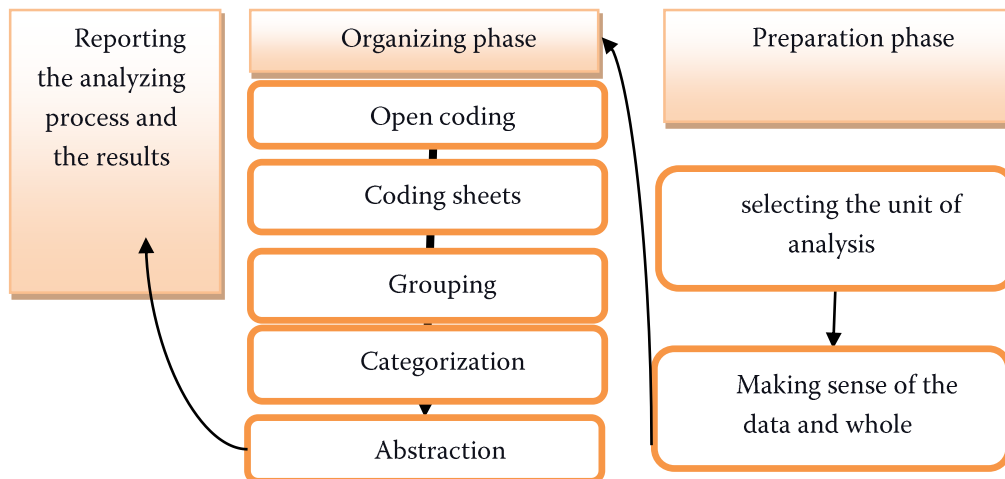 Reporting
the analyzing
process and
the results
Organizing phase
Open coding
Coding sheets
Grouping
Categorization
Abstraction
Preparation phase
selecting the unit of
analysis
Making sense of the
data and whole